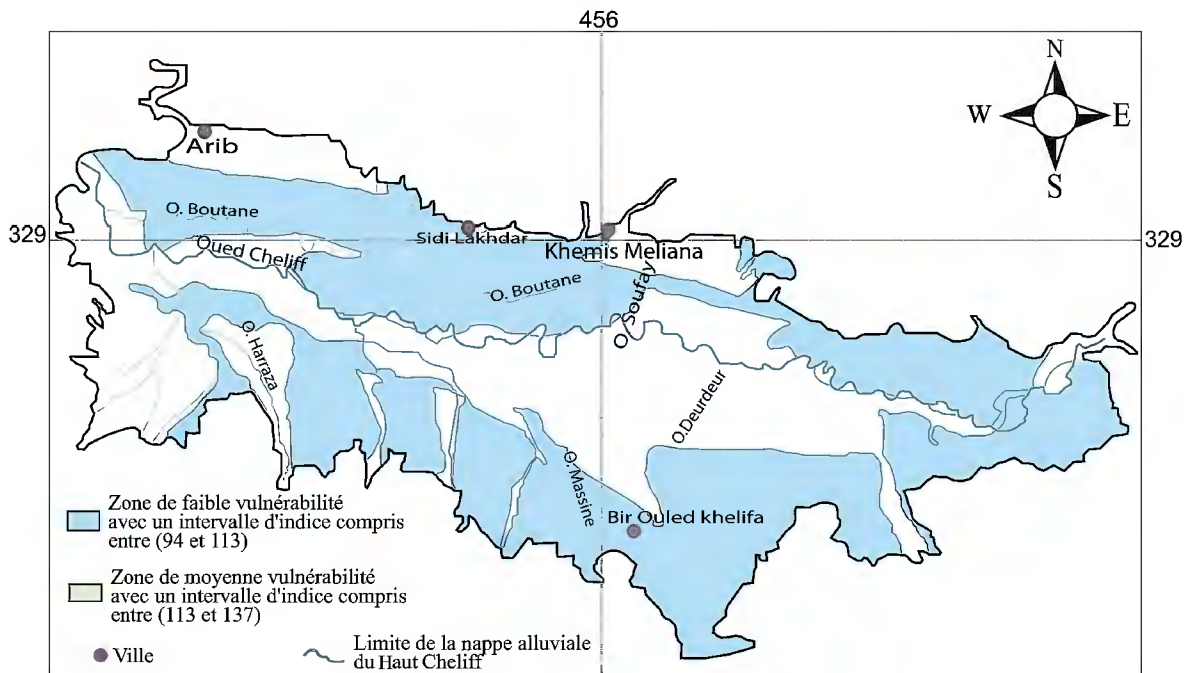 456
N
W E
S
Arib
O. Boutane
329
Sidi Lakhdar
Khemis Meliana
329
Oued Cheliff
O. Boutane
O. Soufay
O. Harraza
O.Deurdeur
O. Massine
Bir Ouled khelifa
Zone de faible vulnérabilité
avec un intervalle d'indice compris
entre (94 et 113)
Zone de moyenne vulnérabilité
avec un intervalle d'indice compris
entre (113 et 137)
Ville
Limite de la nappe alluviale
du Haut Cheliff